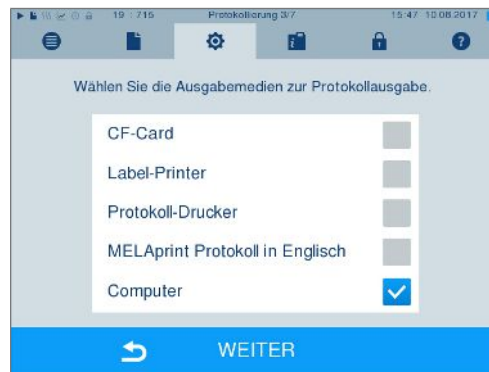 19 : 715 Protokollierung 3/7 15:47 10.08.2017
Wählen Sie die Ausgabemedien zur Protokollausgabe.
CF-Card
Label-Printer
Protokoll-Drucker
MELAprint Protokoll in Englisch
Computer
WEITER